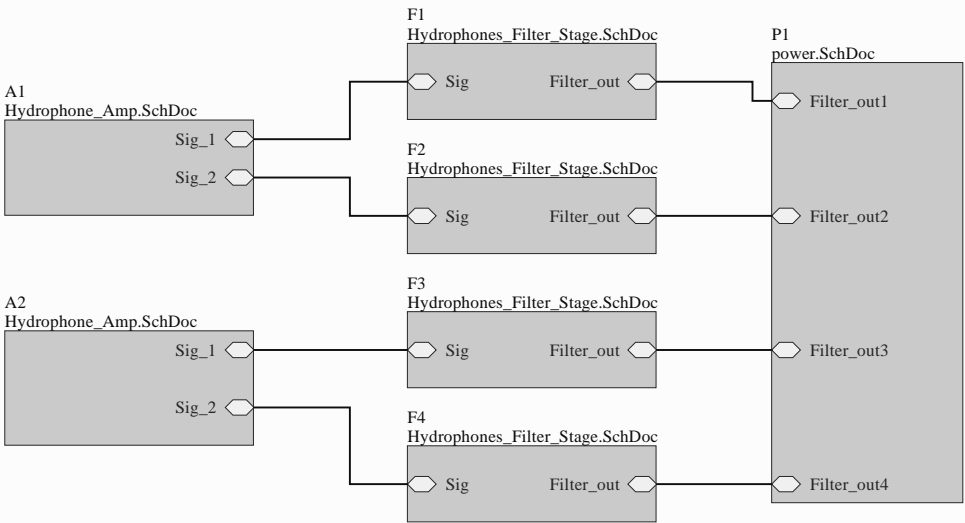 A1
Hydrophone_Amp.SchDoc
Sig_1
Sig_2
A2
Hydrophone_Amp.SchDoc
Sig_1
Sig_2
F1
Hydrophones_Filter_Stage.SchDoc
Sig Filter_out
F2
Hydrophones_Filter_Stage.SchDoc
Sig Filter_out
F3
Hydrophones_Filter_Stage.SchDoc
Sig Filter_out
F4
Hydrophones_Filter_Stage.SchDoc
Sig Filter_out
P1
power.SchDoc
Filter_out1
Filter_out2
Filter_out3
Filter_out4